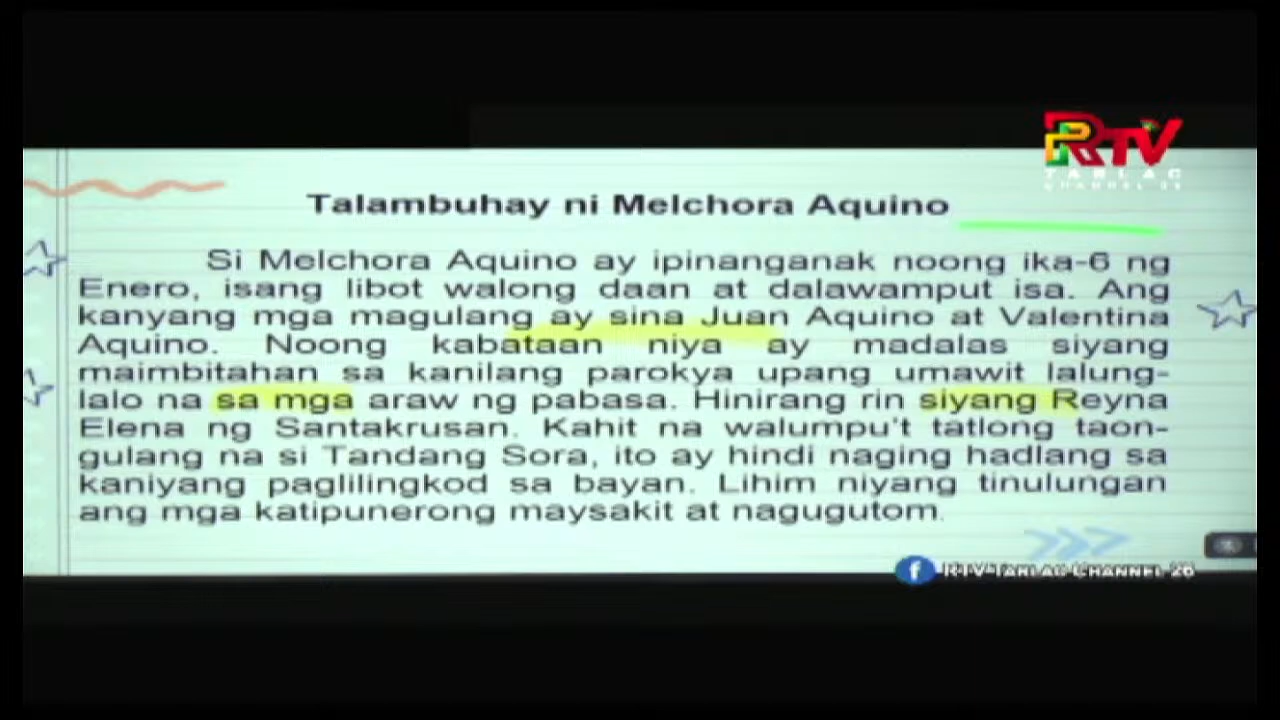 RTV
TARLAC
CHANNEL 26
Talambuhay ni Melchora Aquino
Si Melchora Aquino ay ipinanganak noong ika-6 ng
Enero, isang libot walong daan at dalawamput isa. Ang
kanyang mga magulang ay sina Juan Aquino at Valentina
Aquino. Noong kabataan niya ay madalas siyang
maimbitahan sa kanilang parokya upang umawit lalung-
lalo na sa mga araw ng pabasa. Hinirang rin siyang Reyna
Elena ng Santakrusan. Kahit na walumpu't tatlong taon-
gulang na si Tandang Sora, ito ay hindi naging hadlang sa
kaniyang paglilingkod sa bayan. Lihim niyang tinulungan
ang mga katipunerong maysakit at nagugutom.
f RTV TARLAC CHANNEL 26